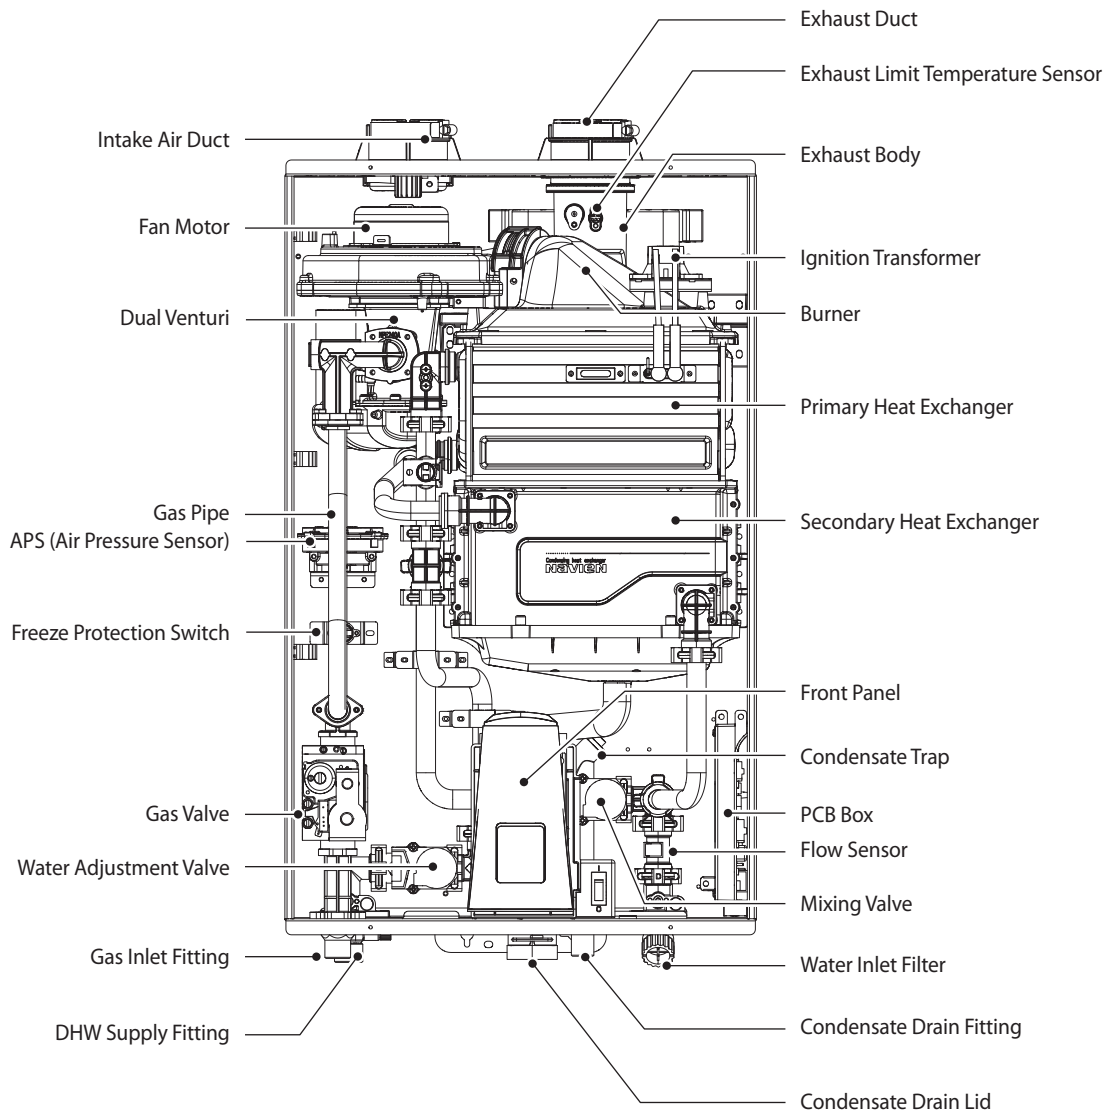 Exhaust Duct
Exhaust Limit Temperature Sensor
Intake Air Duct
Exhaust Body
Fan Motor
Ignition Transformer
Burner
Dual Venturi
Primary Heat Exchanger
Gas Pipe
Secondary Heat Exchanger
APS (Air Pressure Sensor)
Condensing heat exchanger
NAVIEN
Freeze Protection Switch
Front Panel
Condensate Trap
Gas Valve
PCB Box
Flow Sensor
Water Adjustment Valve
Mixing Valve
Gas Inlet Fitting
Water Inlet Filter
DHW Supply Fitting
Condensate Drain Fitting
Condensate Drain Lid